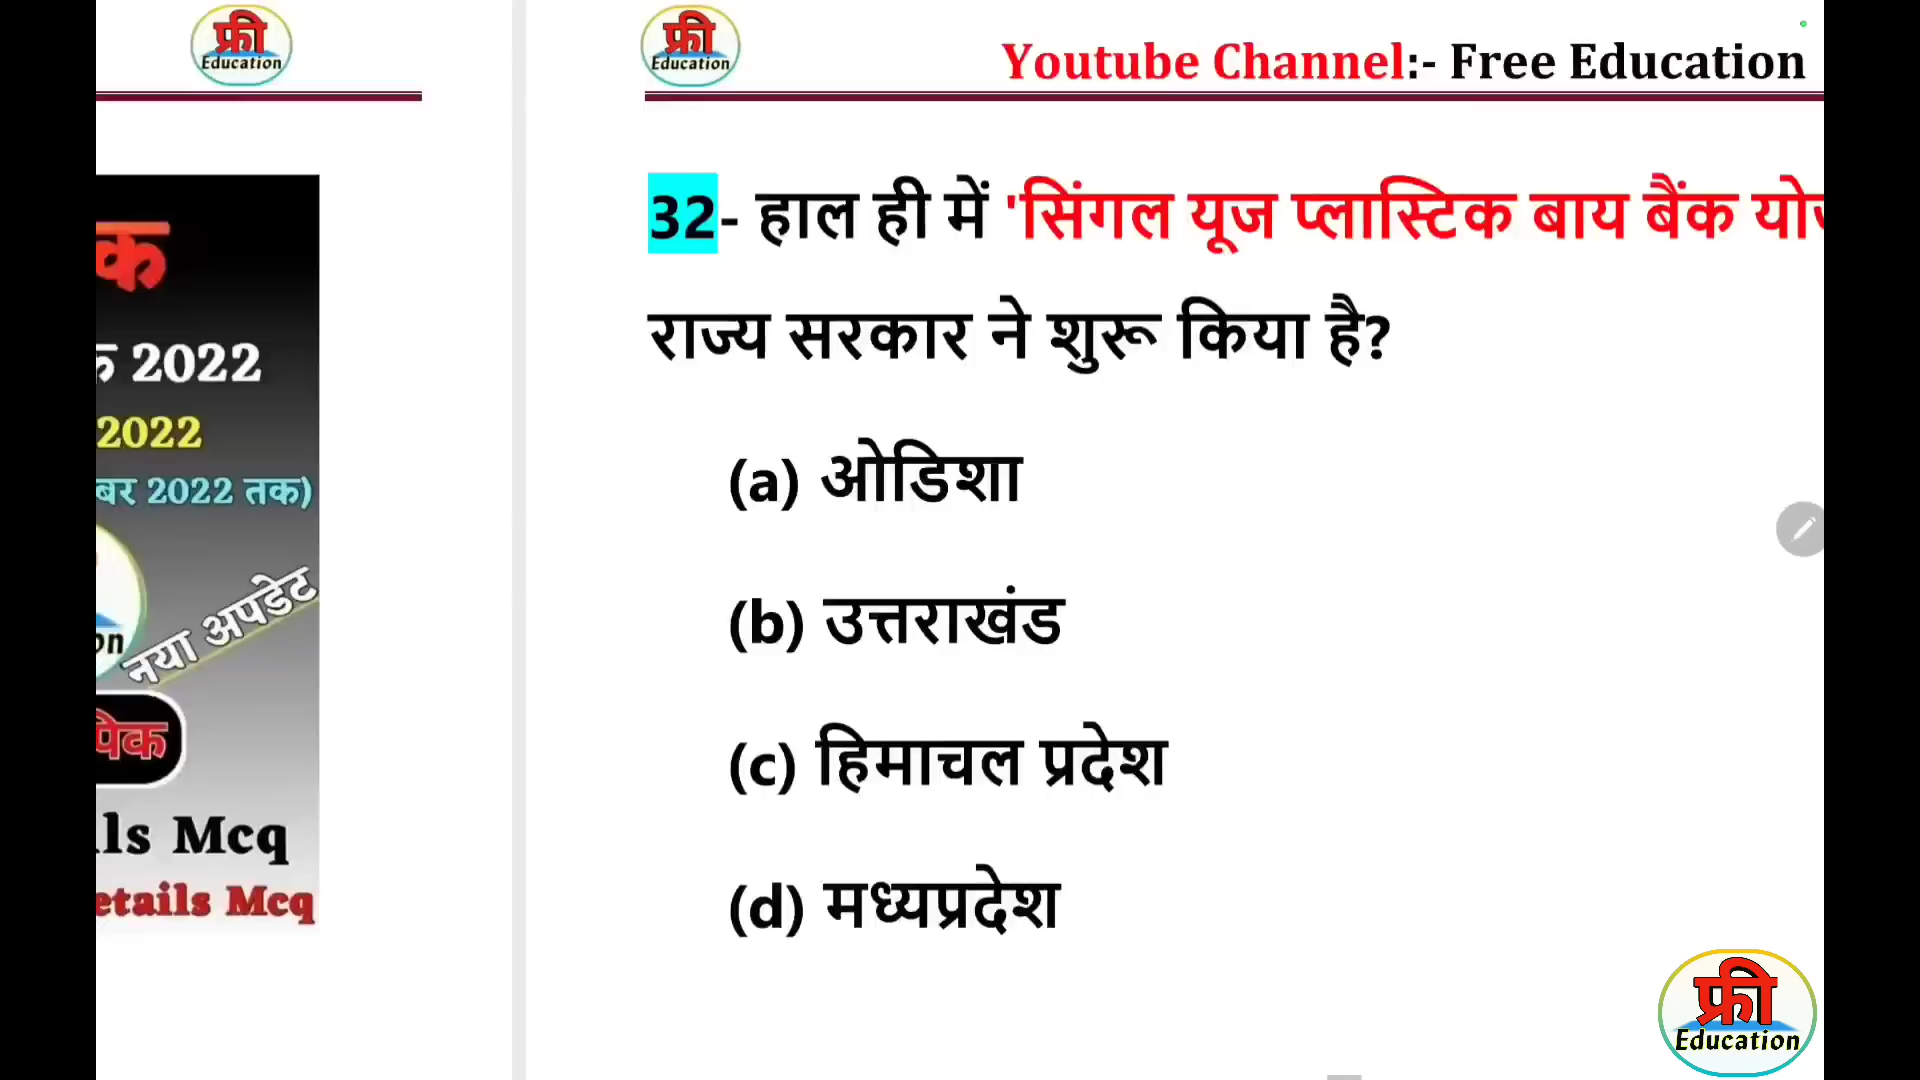 फ्री
Education
फ्री
Education
Youtube Channel:- Free Education
2022
2022
2022 तक)
नया अपडेट
Mcq
Mcq
32- हाल ही में 'सिंगल यूज प्लास्टिक बाय बैंक
राज्य सरकार ने शुरू किया है?
(a) ओडिशा
(b) उत्तराखंड
(c) हिमाचल प्रदेश
(d) मध्यप्रदेश
फ्री
Education